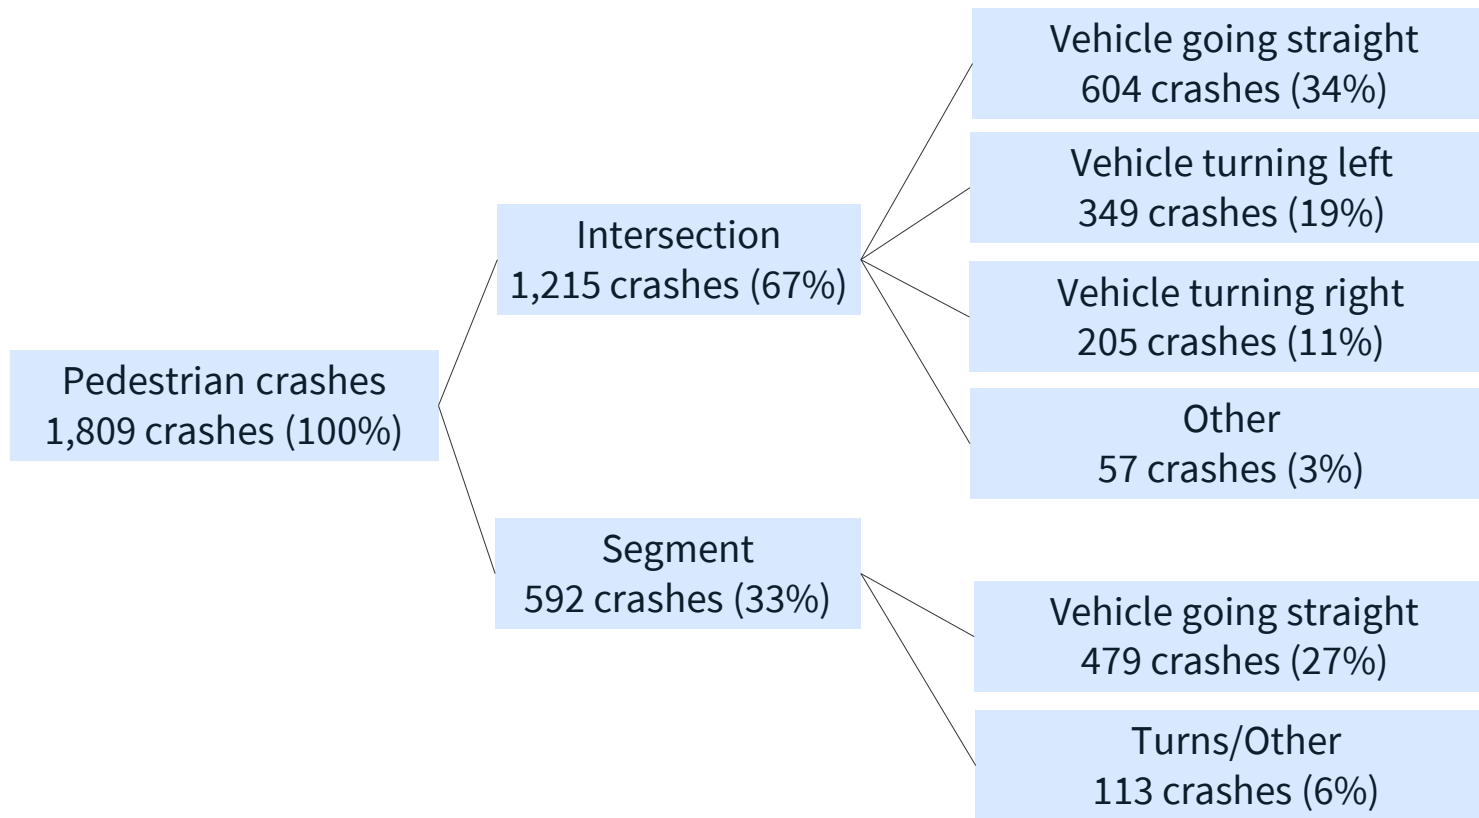 Pedestrian crashes
1,809 crashes (100%)
Intersection
1,215 crashes (67%)
Vehicle going straight
604 crashes (34%)
Vehicle turning left
349 crashes (19%)
Vehicle turning right
205 crashes (11%)
Other
57 crashes (3%)
Segment
592 crashes (33%)
Vehicle going straight
479 crashes (27%)
Turns/Other
113 crashes (6%)